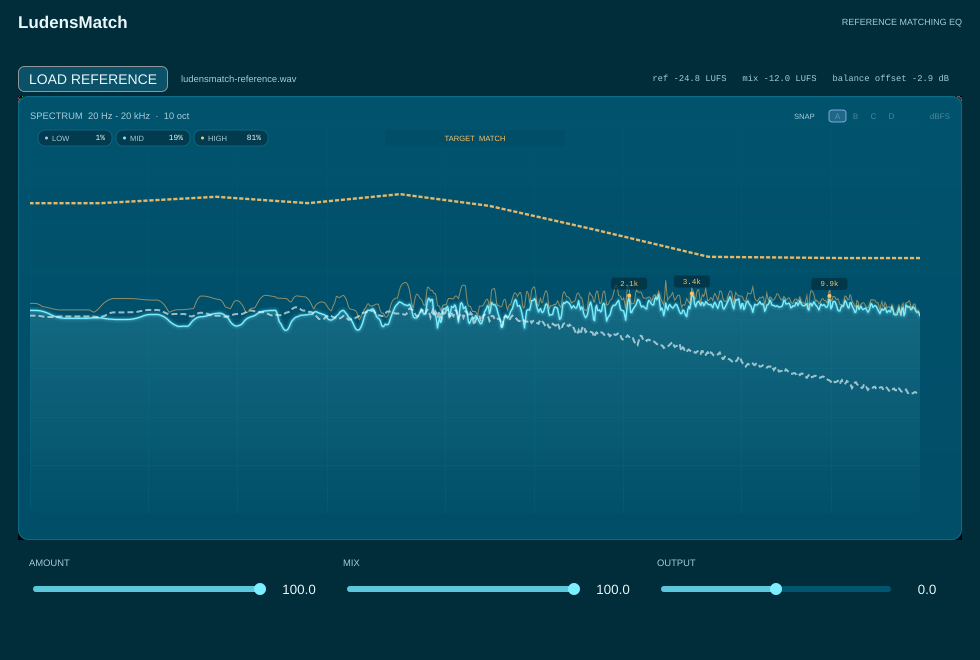 LudensMatch
REFERENCE MATCHING EQ
LOAD REFERENCE
ludensmatch-reference.wav
ref -24.8 LUFS mix -12.0 LUFS balance offset -2.9 dB
SPECTRUM 20 Hz - 20 kHz · 10 oct
SNAP A B C D dBFS
LOW 1% MID 19% HIGH 81%
TARGET MATCH
2.1k 3.4k 9.9k
AMOUNT MIX OUTPUT
100.0 100.0 0.0